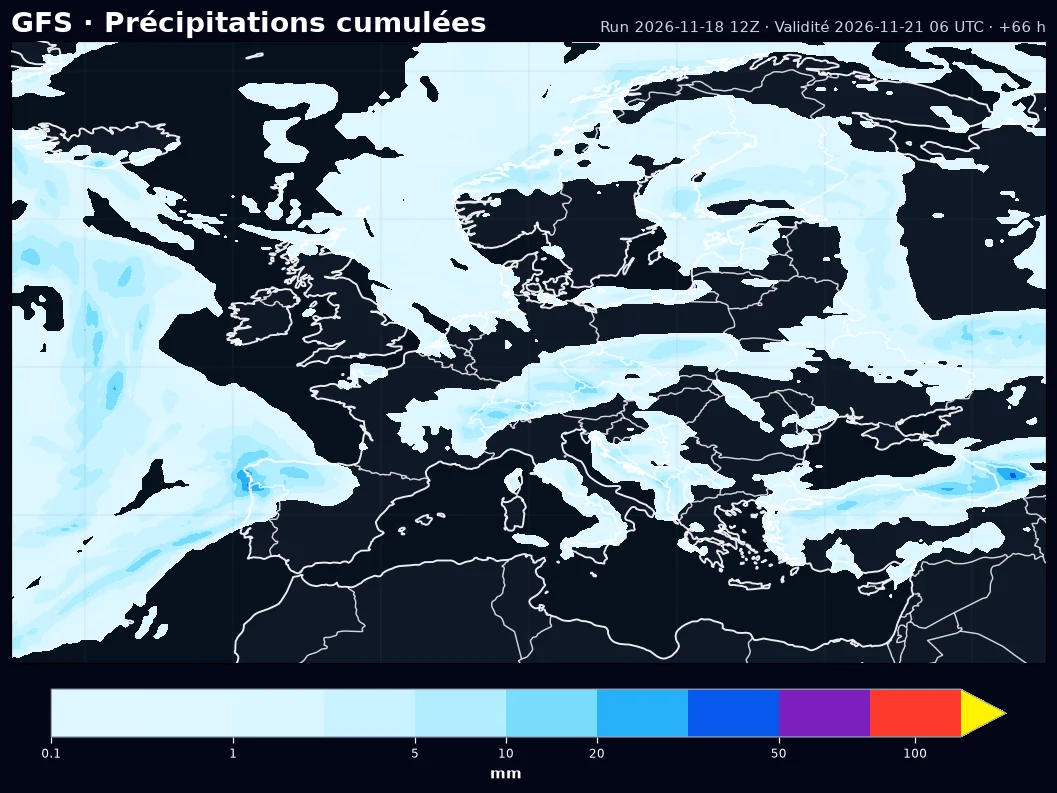 GFS · Précipitations cumulées
Run 2026-11-18 12Z · Validité 2026-11-21 06 UTC · +66 h
0.1 1 5 10 20 50 100
mm